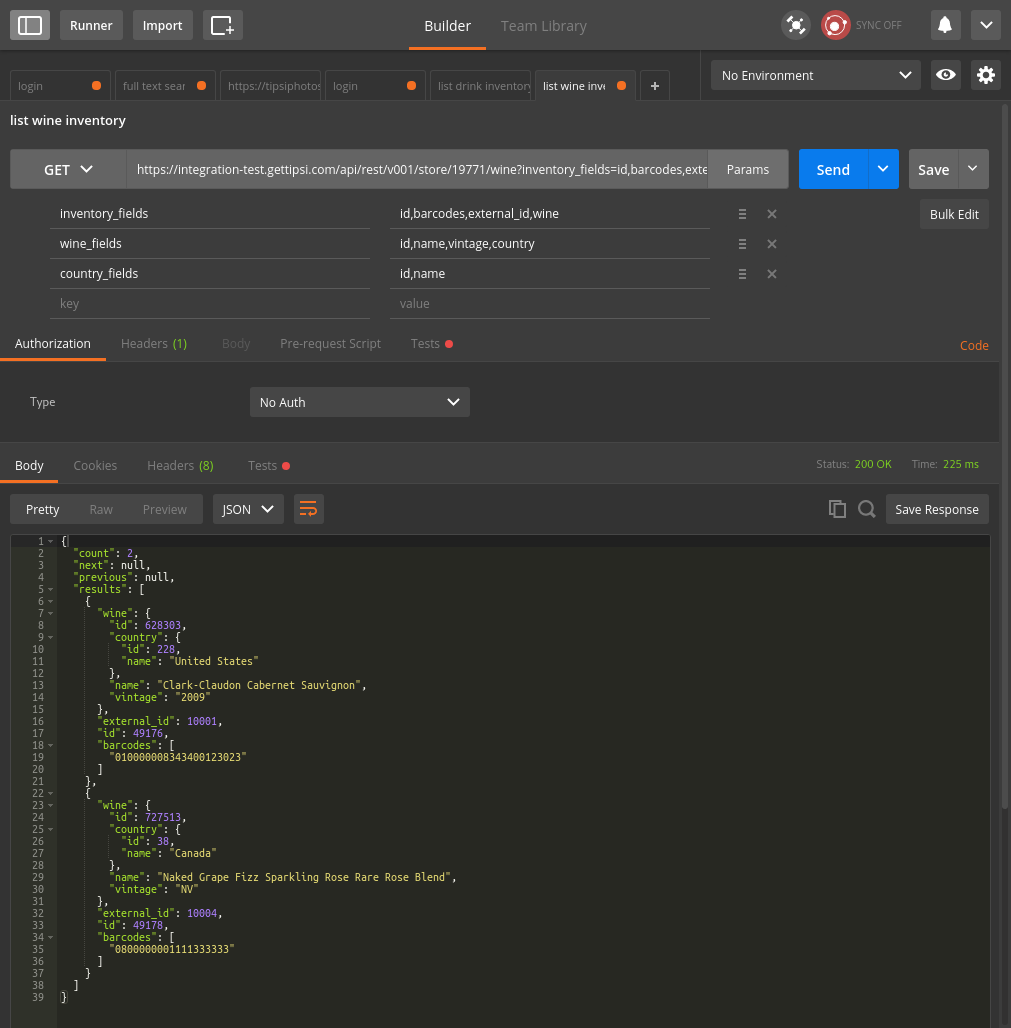 Runner Import Builder Team Library SYNC OFF
login full text sear https://tipsiphotos login list drink inventory list wine inve + No Environment
list wine inventory
GET https://integration-test.gettipsi.com/api/rest/v001/store/19771/wine?inventory_fields=id,barcodes,exte Params Send Save
inventory_fields id,barcodes,external_id,wine Bulk Edit
wine_fields id,name,vintage,country
country_fields id,name
key value
Authorization Headers (1) Body Pre-request Script Tests Code
Type No Auth
Body Cookies Headers (8) Tests Status: 200 OK Time: 225 ms
Pretty Raw Preview JSON Save Response
1 {
2 "count": 2,
3 "next": null,
4 "previous": null,
5 "results": [
6 {
7 "wine": {
8 "id": 628303,
9 "country": {
10 "id": 228,
11 "name": "United States"
12 },
13 "name": "Clark-Claudon Cabernet Sauvignon",
14 "vintage": "2009"
15 },
16 "external_id": 10001,
17 "id": 49176,
18 "barcodes": [
19 "010000008343400123023"
20 ]
21 },
22 {
23 "wine": {
24 "id": 727513,
25 "country": {
26 "id": 38,
27 "name": "Canada"
28 },
29 "name": "Naked Grape Fizz Sparkling Rose Rare Rose Blend",
30 "vintage": "NV"
31 },
32 "external_id": 10004,
33 "id": 49178,
34 "barcodes": [
35 "0800000001111333333"
36 ]
37 }
38 ]
39 }